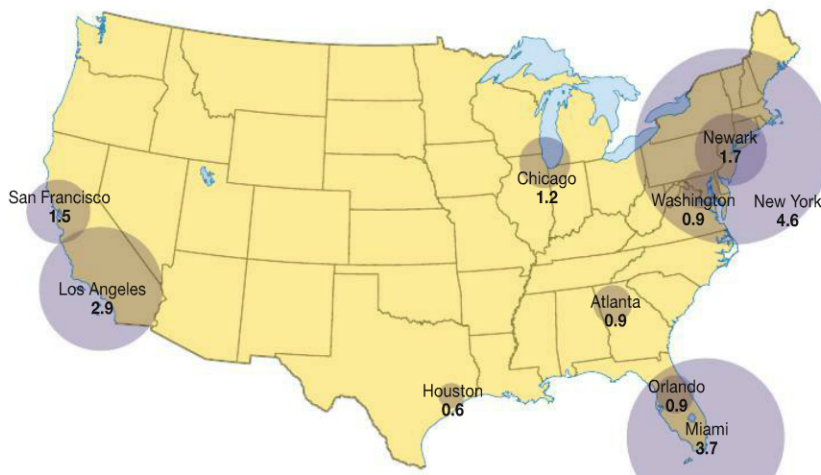 Newark
1.7
Chicago
1.2
San Francisco
1.5
Washington
0.9
New York
4.6
Los Angeles
2.9
Atlanta
0.9
Houston
0.6
Orlando
0.9
Miami
3.7